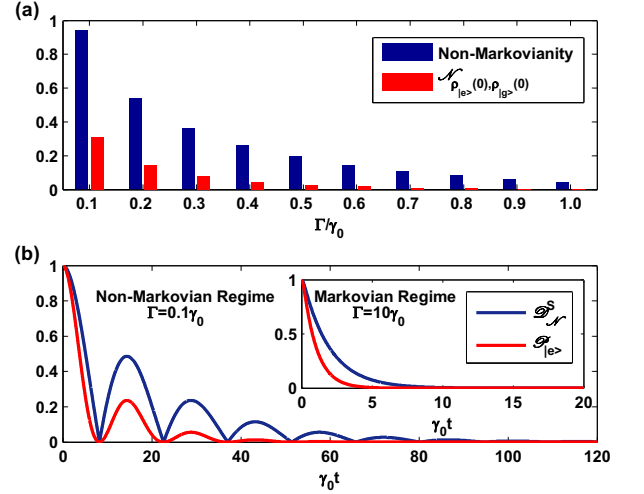 (a)
1
0.8
0.6
0.4
0.2
0
Non-Markovianity
𝒩ρ|e>(0),ρ|g>(0)
0.1 0.2 0.3 0.4 0.5 0.6 0.7 0.8 0.9 1.0
Γ/γ0
(b)
1
0.8
0.6
0.4
0.2
0
Non-Markovian Regime
Γ=0.1γ0
Markovian Regime
Γ=10γ0
𝒟S𝒩
𝒫|e>
1
0.5
0
0 5 10 15 20
γ0t
0 20 40 60 80 100 120
γ0t